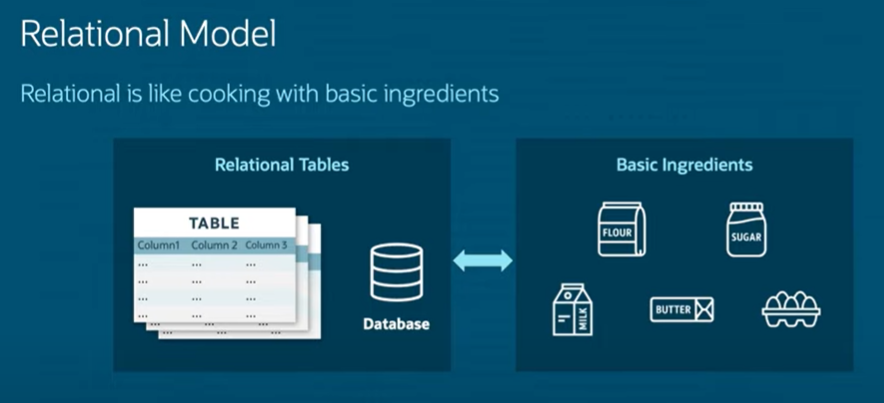 Relational Model
Relational is like cooking with basic ingredients
Relational Tables
TABLE
Column1 Column 2 Column 3
... ... ...
... ... ...
... ... ...
... ... ...
... ... ...
Database
Basic Ingredients
FLOUR
SUGAR
MILK
BUTTER